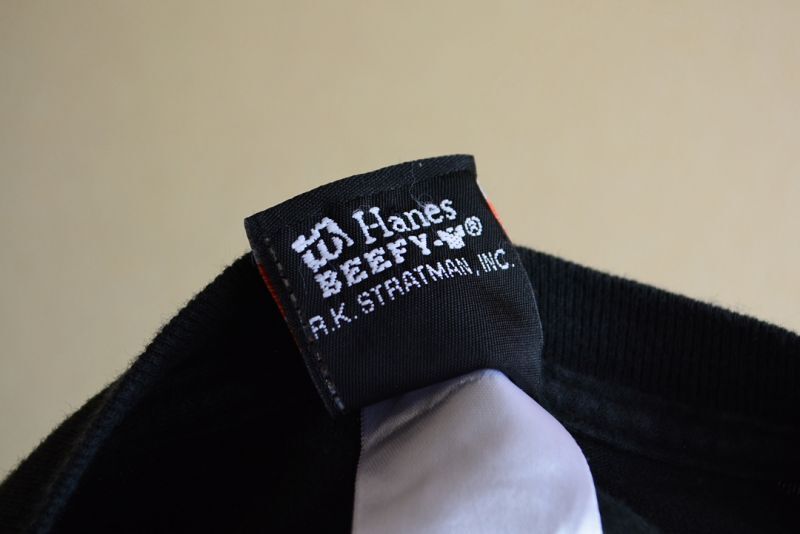 Hanes
BEEFY-T®
R.K. STRATMAN, INC.